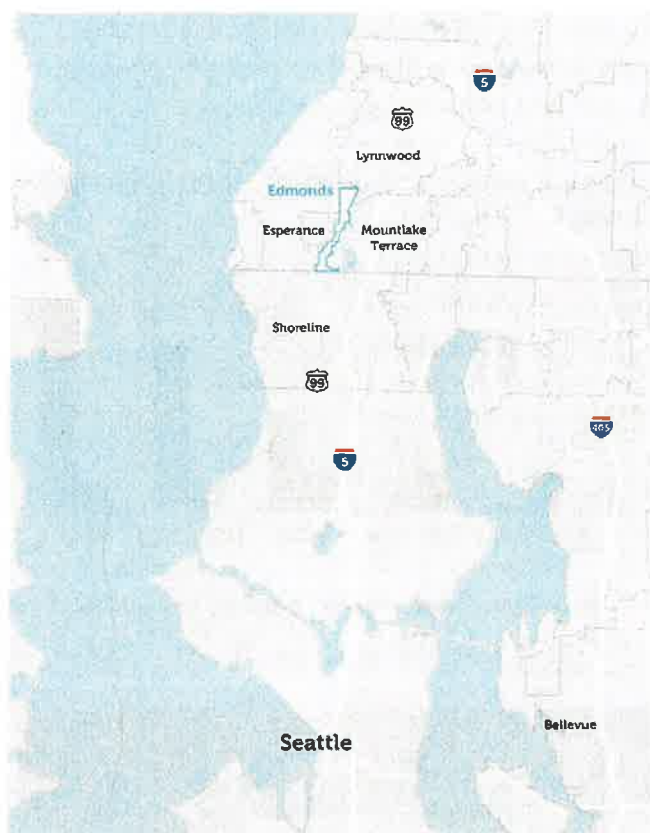 5
99
Lynnwood
Edmonds
Esperance
Mountlake
Terrace
Shoreline
99
405
5
Bellevue
Seattle